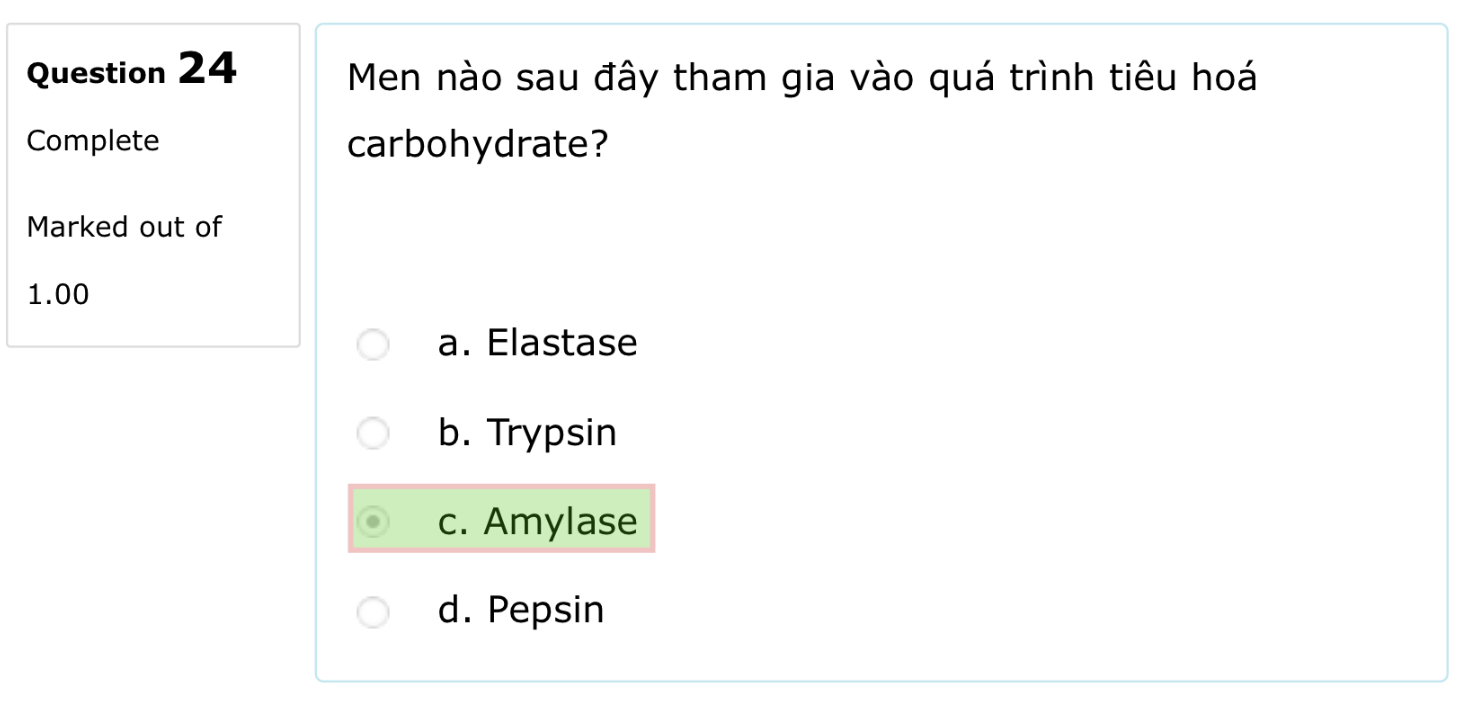 Question 24
Complete
Marked out of
1.00
Men nào sau đây tham gia vào quá trình tiêu hoá
carbohydrate?
a. Elastase
b. Trypsin
c. Amylase
d. Pepsin